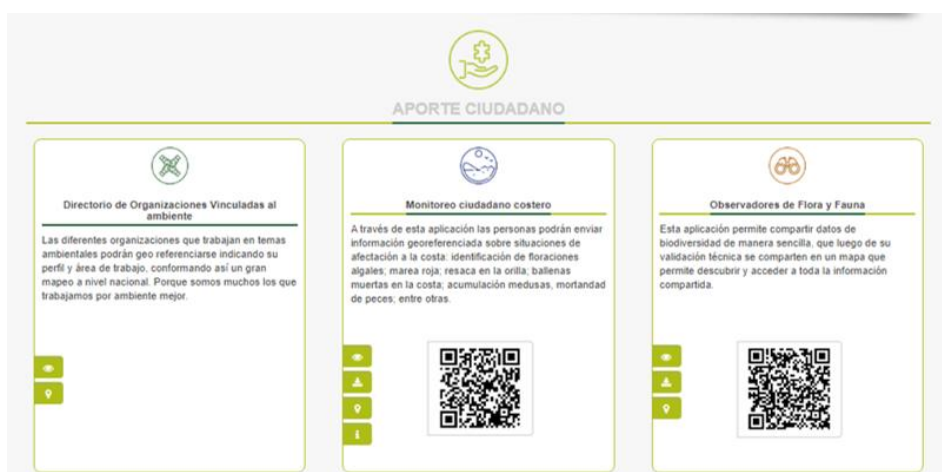 APORTE CIUDADANO
Directorio de Organizaciones Vinculadas al
ambiente
Las diferentes organizaciones que trabajan en temas
ambientales podrán geo referenciarse indicando su
perfil y área de trabajo, conformando así un gran
mapeo a nivel nacional. Porque somos muchos los que
trabajamos por ambiente mejor.
Monitoreo ciudadano costero
A través de esta aplicación las personas podrán enviar
información georeferenciada sobre situaciones de
afectación a la costa: identificación de floraciones
algales; marea roja; resaca en la orilla; ballenas
muertas en la costa; acumulación medusas, mortandad
de peces; entre otras.
Observadores de Flora y Fauna
Esta aplicación permite compartir datos de
biodiversidad de manera sencilla, que luego de su
validación técnica se comparten en un mapa que
permite descubrir y acceder a toda la información
compartida.